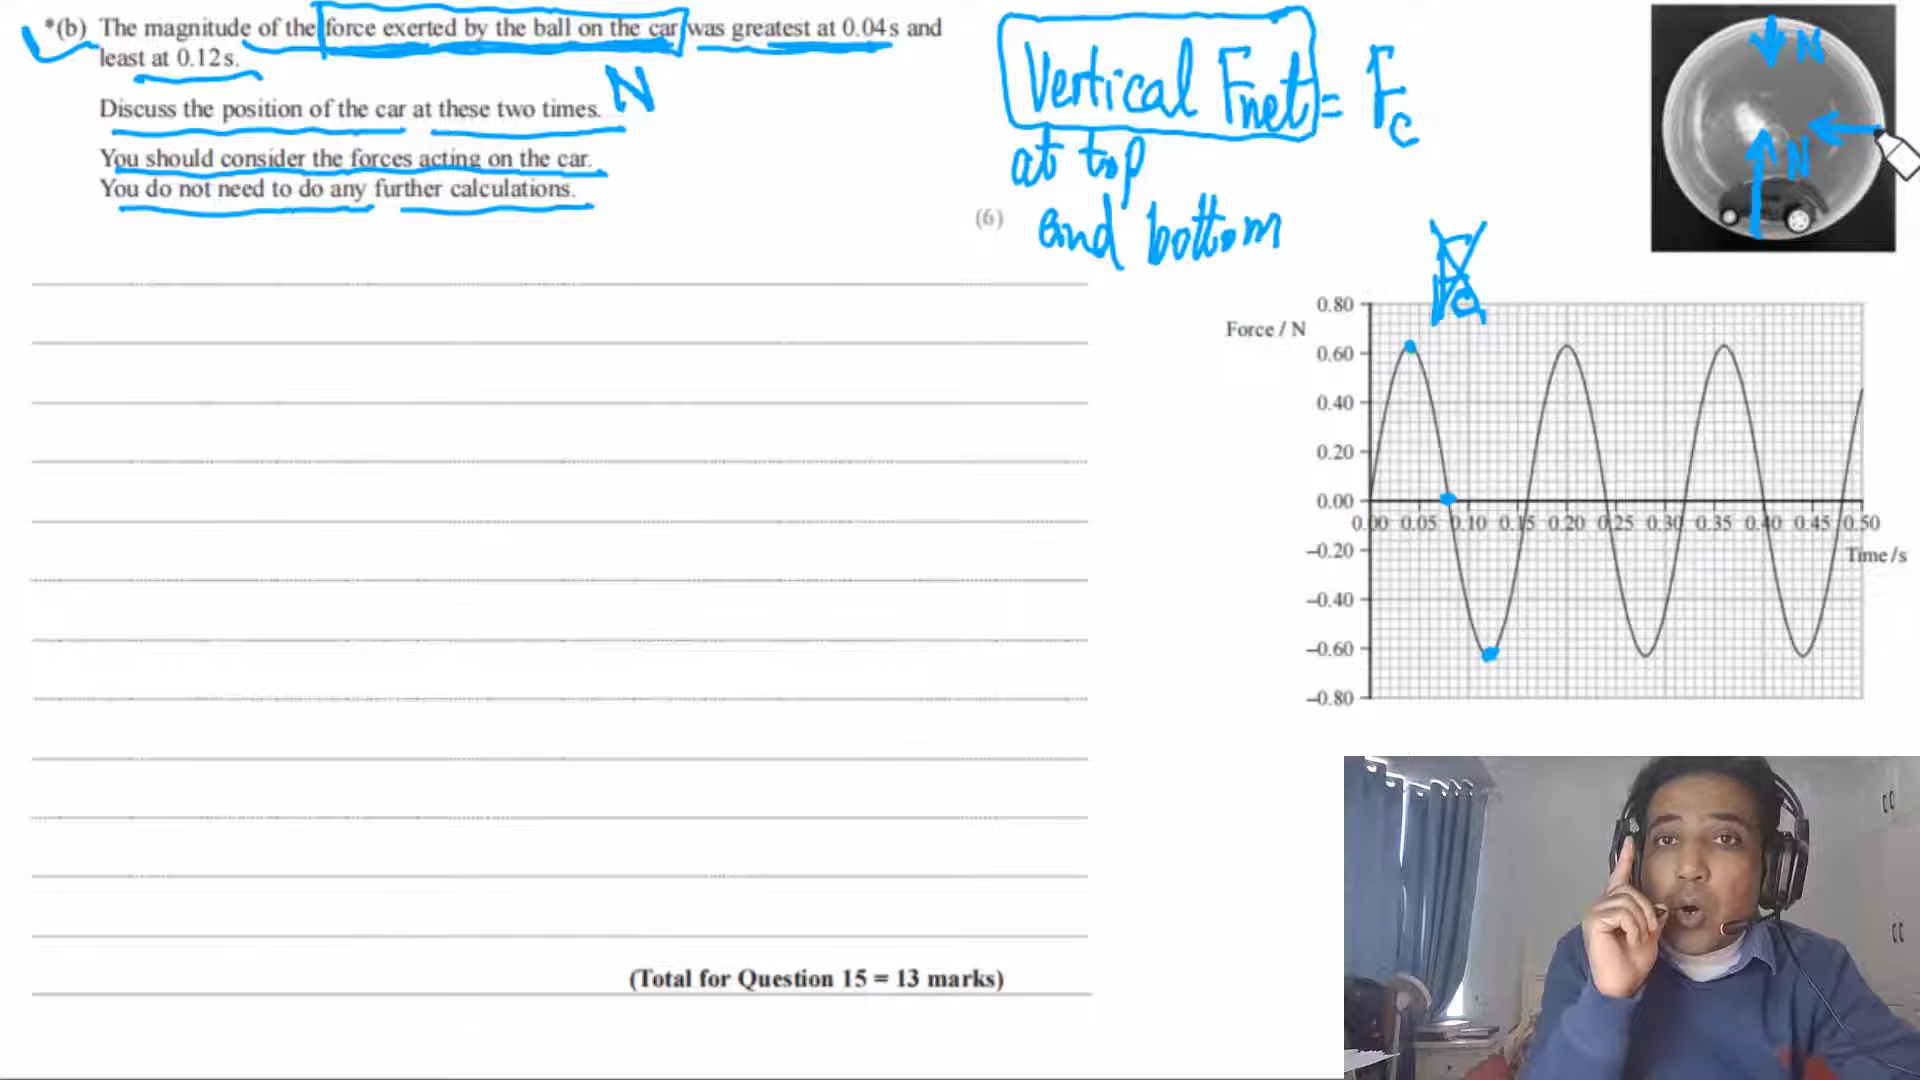 *(b) The magnitude of the force exerted by the ball on the car was greatest at 0.04 s and
least at 0.12 s.
N
Discuss the position of the car at these two times.
You should consider the forces acting on the car.
You do not need to do any further calculations.
(6)
Vertical Fnet = Fc
at top
and bottom
N
N
Force / N
0.80
0.60
0.40
0.20
0.00
-0.20
-0.40
-0.60
-0.80
0.00 0.05 0.10 0.15 0.20 0.25 0.30 0.35 0.40 0.45 0.50
Time / s
(Total for Question 15 = 13 marks)